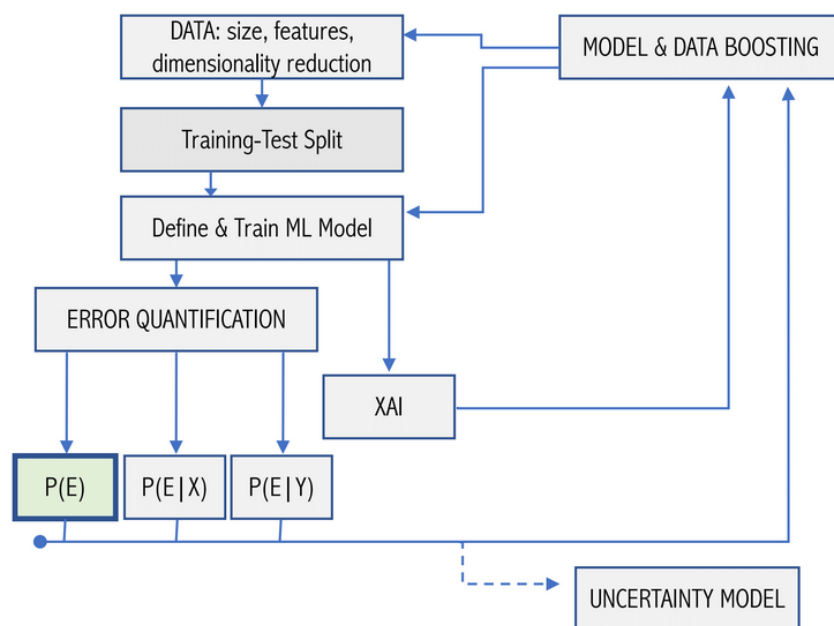 DATA: size, features,
dimensionality reduction
MODEL & DATA BOOSTING
Training-Test Split
Define & Train ML Model
ERROR QUANTIFICATION
XAI
P(E)
P(E|X)
P(E|Y)
UNCERTAINTY MODEL